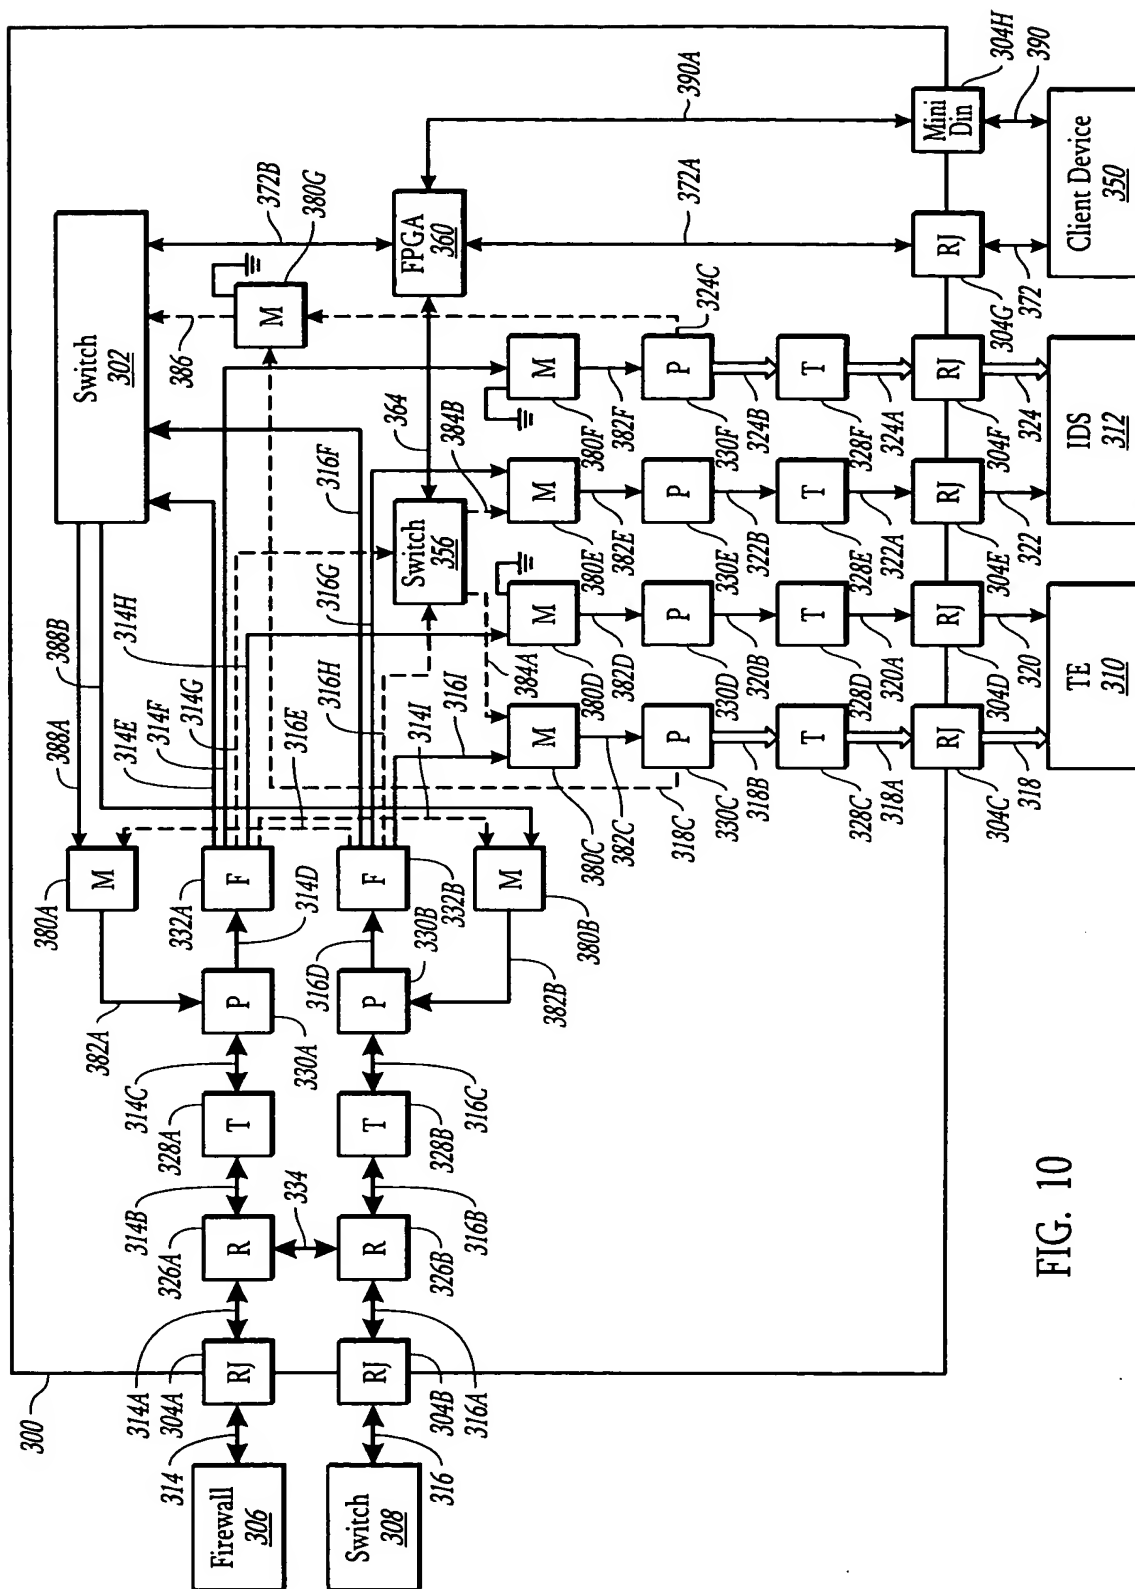 300
Firewall
306
314
RJ
304A
314A
R
326A
314B
T
328A
314C
P
330A
382A
314D
F
332A
M
380A
388A
388B
314E
314F
314G
314H
316E
314I
Switch
308
316
RJ
304B
316A
334
R
326B
316B
T
328B
316C
P
330B
316D
F
332B
M
380B
382B
316F
316G
316H
316I
Switch
302
386
M
380G
372B
FPGA
360
364
Switch
356
384A
384B
390A
372A
M
380C
382C
318C
P
330C
318B
T
328C
318A
RJ
304C
318
M
380D
382D
P
330D
320B
T
328D
320A
RJ
304D
320
TE
310
M
380E
382E
P
330E
322B
T
328E
322A
RJ
304E
322
M
380F
382F
P
324C
330F
324B
T
328F
324A
RJ
304F
324
IDS
312
RJ
304G
372
Mini
Din
304H
390
Client Device
350
FIG. 10